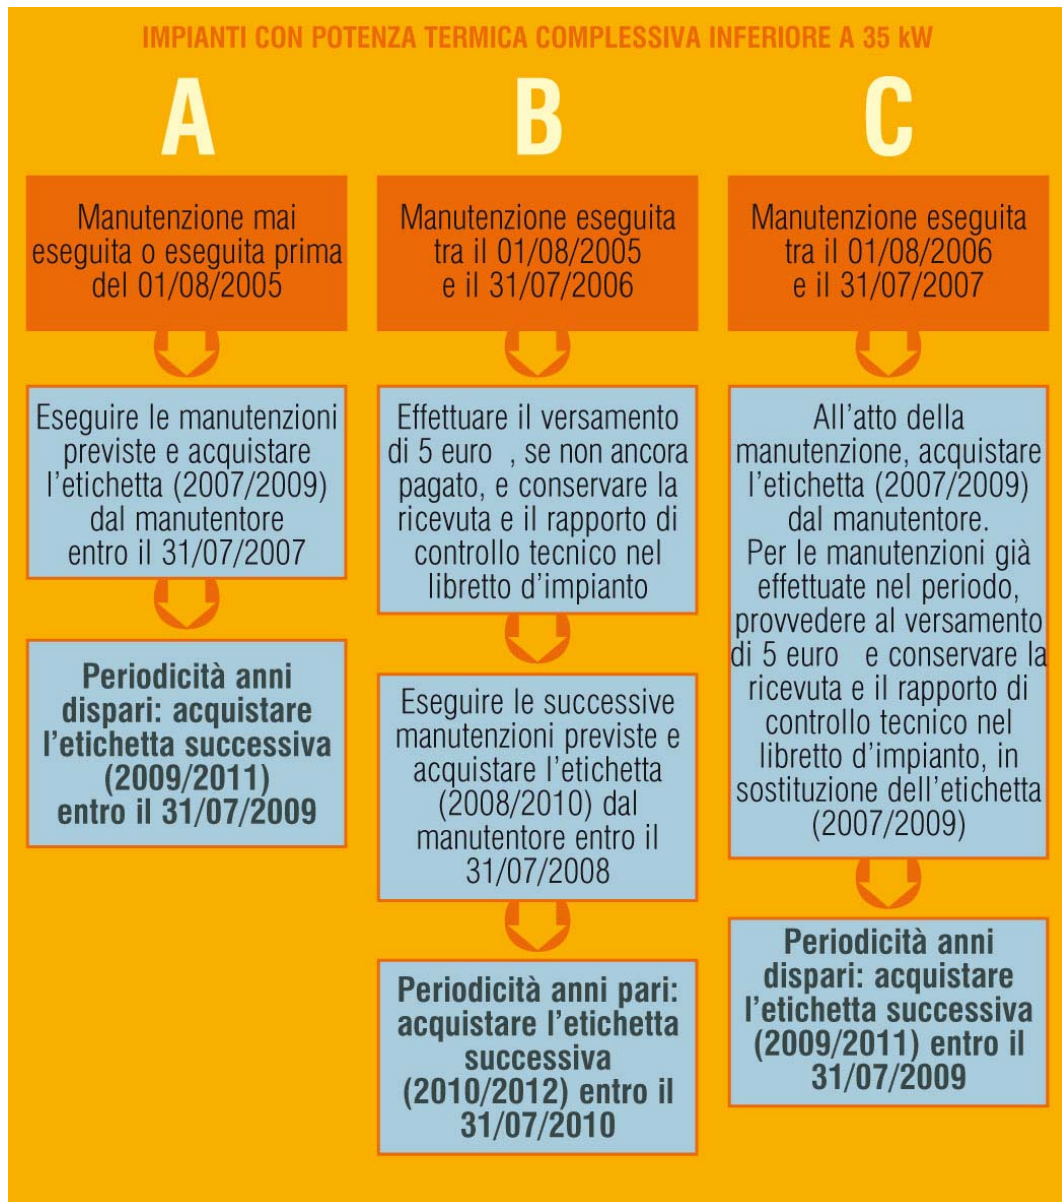 IMPIANTI CON POTENZA TERMICA COMPLESSIVA INFERIORE A 35 kW
A
Manutenzione mai
eseguita o eseguita prima
del 01/08/2005
Eseguire le manutenzioni
previste e acquistare
l'etichetta (2007/2009)
dal manutentore
entro il 31/07/2007
Periodicità anni
dispari: acquistare
l'etichetta successiva
(2009/2011)
entro il 31/07/2009
B
Manutenzione eseguita
tra il 01/08/2005
e il 31/07/2006
Effettuare il versamento
di 5 euro , se non ancora
pagato, e conservare la
ricevuta e il rapporto di
controllo tecnico nel
libretto d'impianto
Eseguire le successive
manutenzioni previste e
acquistare l'etichetta
(2008/2010) dal
manutentore entro il
31/07/2008
Periodicità anni pari:
acquistare l'etichetta
successiva
(2010/2012) entro il
31/07/2010
C
Manutenzione eseguita
tra il 01/08/2006
e il 31/07/2007
All'atto della
manutenzione, acquistare
l'etichetta (2007/2009)
dal manutentore.
Per le manutenzioni già
effettuate nel periodo,
provvedere al versamento
di 5 euro e conservare la
ricevuta e il rapporto di
controllo tecnico nel
libretto d'impianto, in
sostituzione dell'etichetta
(2007/2009)
Periodicità anni
dispari: acquistare
l'etichetta successiva
(2009/2011) entro il
31/07/2009